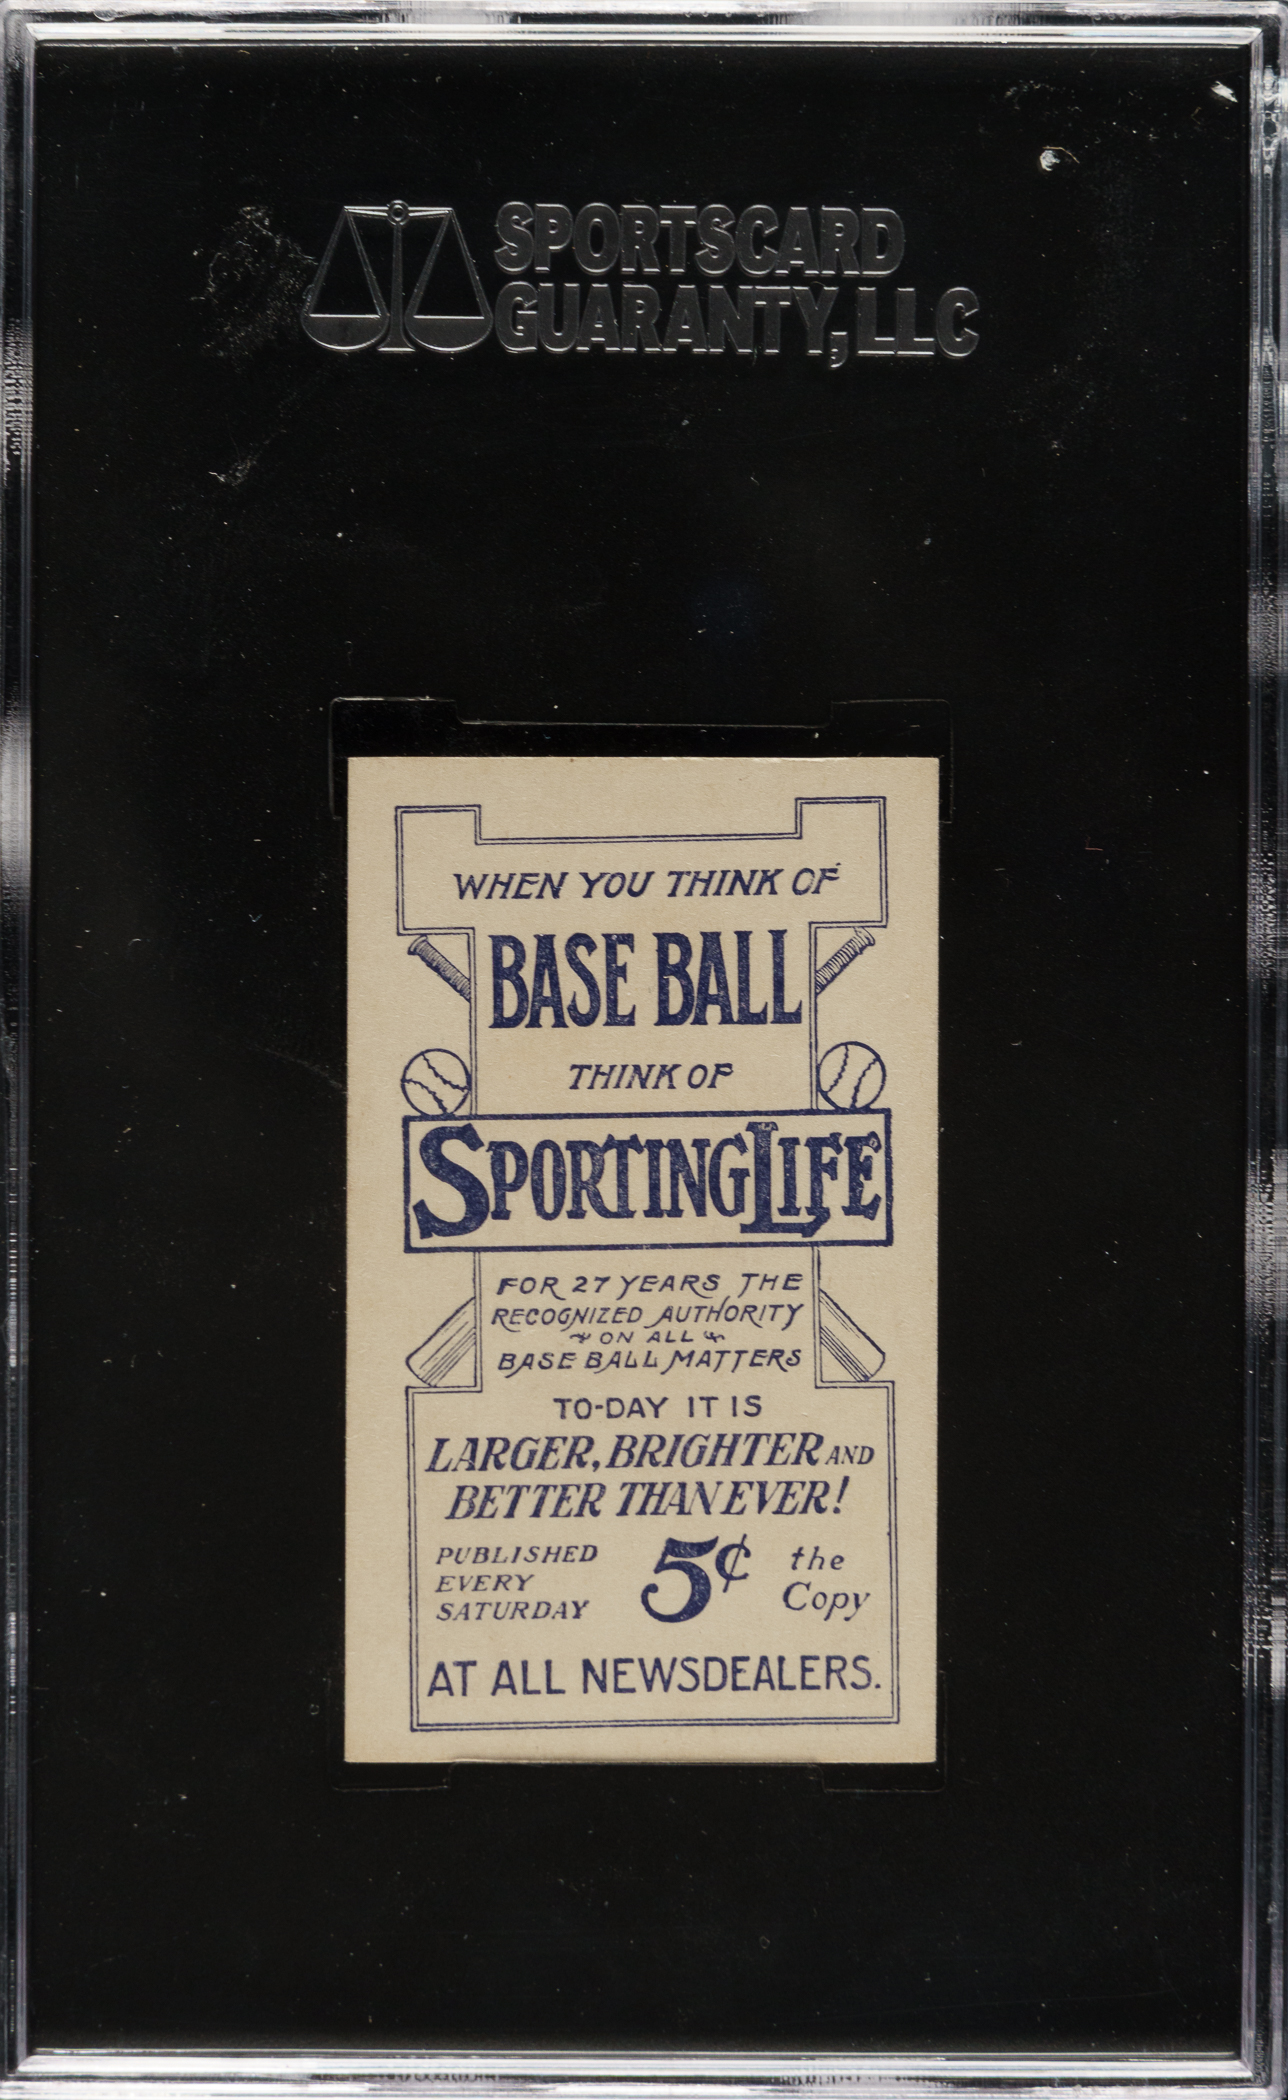 SPORTSCARD
GUARANTY, LLC
WHEN YOU THINK OF
BASE BALL
THINK OF
SPORTING LIFE
FOR 27 YEARS THE
RECOGNIZED AUTHORITY
ON ALL
BASE BALL MATTERS
TO-DAY IT IS
LARGER, BRIGHTER AND
BETTER THAN EVER!
PUBLISHED
EVERY
SATURDAY
5¢
the
Copy
AT ALL NEWSDEALERS.